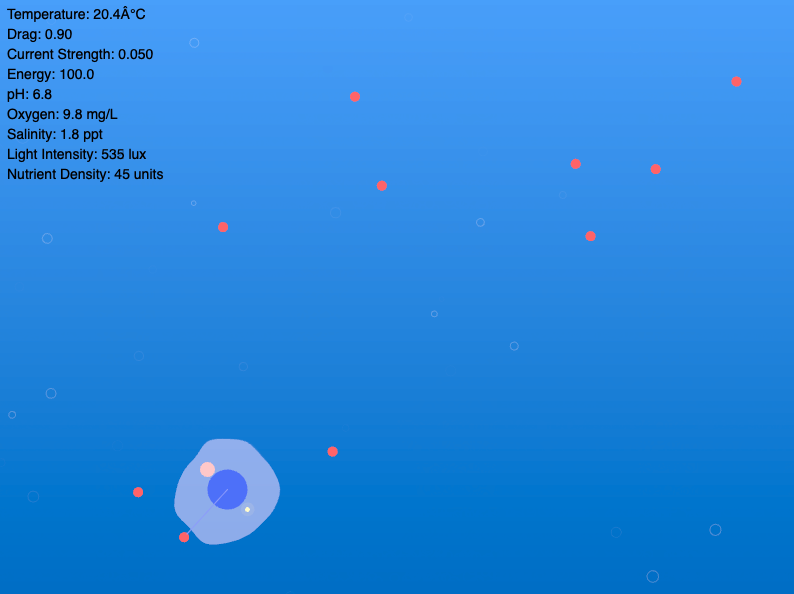 Temperature: 20.4Â°C
Drag: 0.90
Current Strength: 0.050
Energy: 100.0
pH: 6.8
Oxygen: 9.8 mg/L
Salinity: 1.8 ppt
Light Intensity: 535 lux
Nutrient Density: 45 units